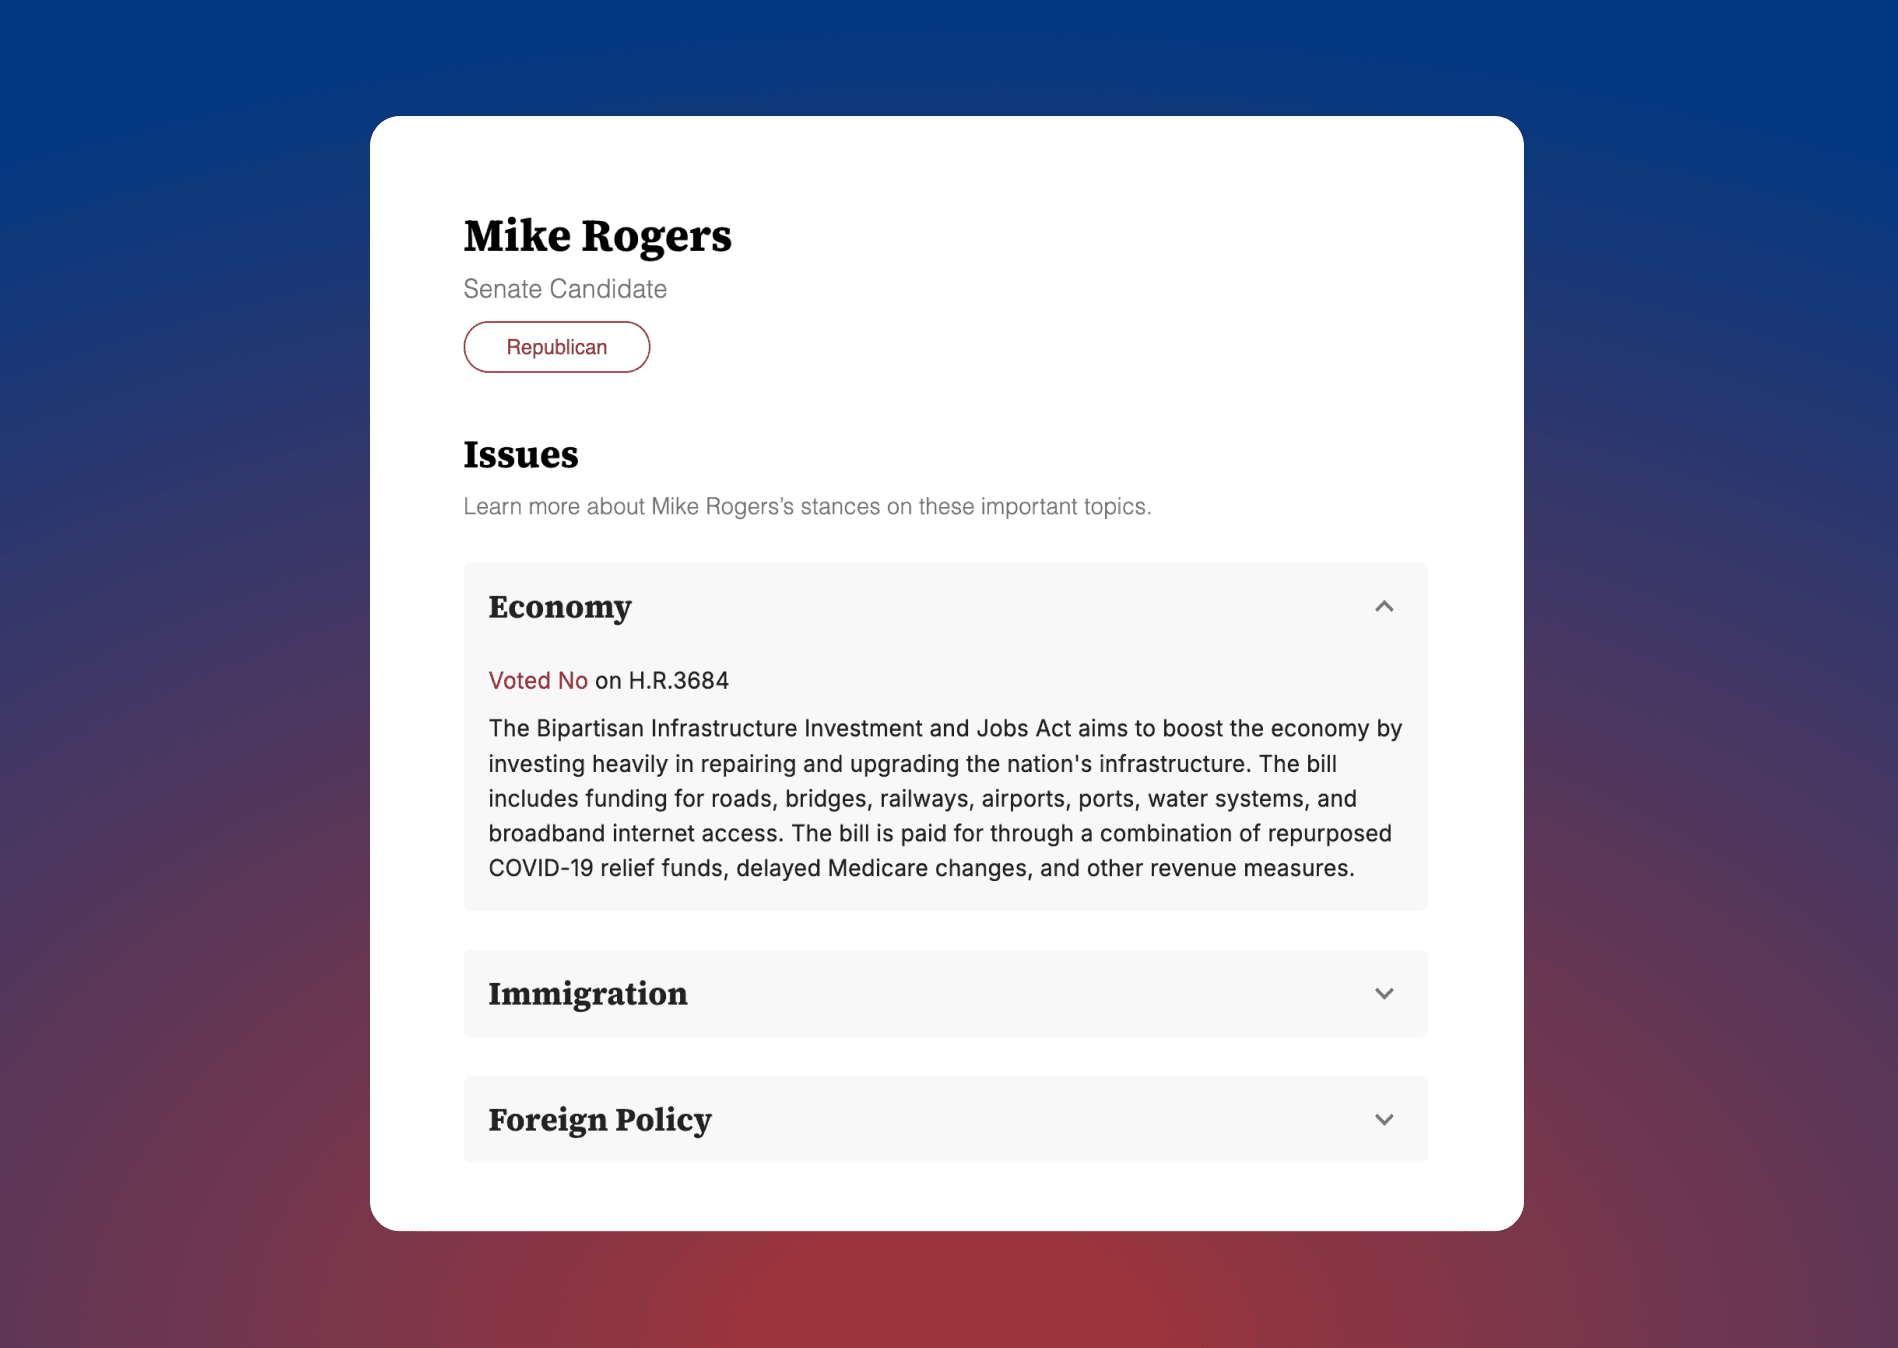 Mike Rogers
Senate Candidate
Republican
Issues
Learn more about Mike Rogers's stances on these important topics.
Economy
Voted No on H.R.3684
The Bipartisan Infrastructure Investment and Jobs Act aims to boost the economy by
investing heavily in repairing and upgrading the nation's infrastructure. The bill
includes funding for roads, bridges, railways, airports, ports, water systems, and
broadband internet access. The bill is paid for through a combination of repurposed
COVID-19 relief funds, delayed Medicare changes, and other revenue measures.
Immigration
Foreign Policy